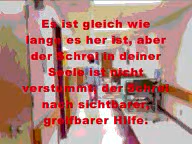 Es ist gleich wie
lange es her ist, aber
der Schrei in deiner
Seele ist nicht
verstummt. der Schrei
nach sichtbarer,
greifbarer Hilfe.